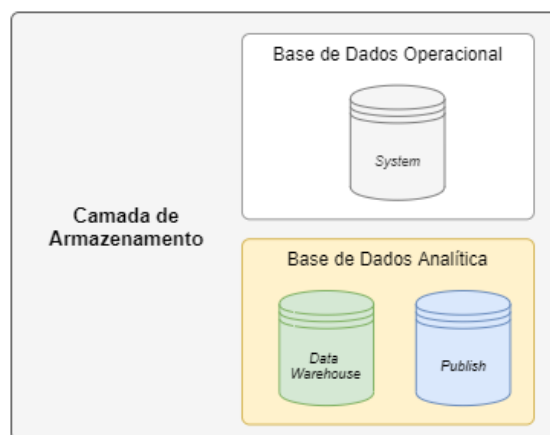 Base de Dados Operacional
System
Camada de
Armazenamento
Base de Dados Analítica
Data
Warehouse
Publish